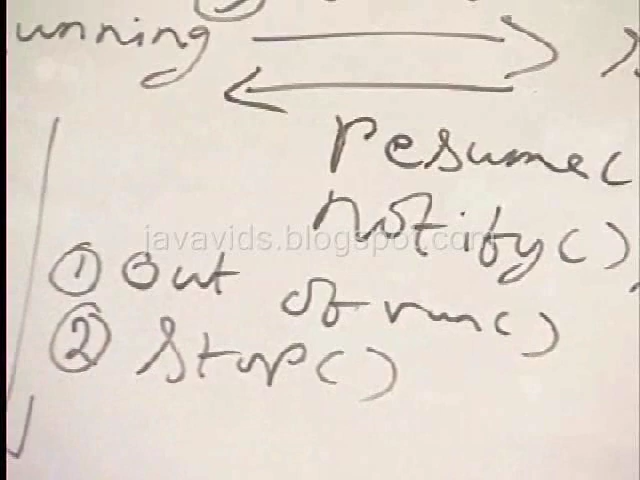 unning
resume(
notify()
javavids.blogspot.com
① Out of run()
② Stop()